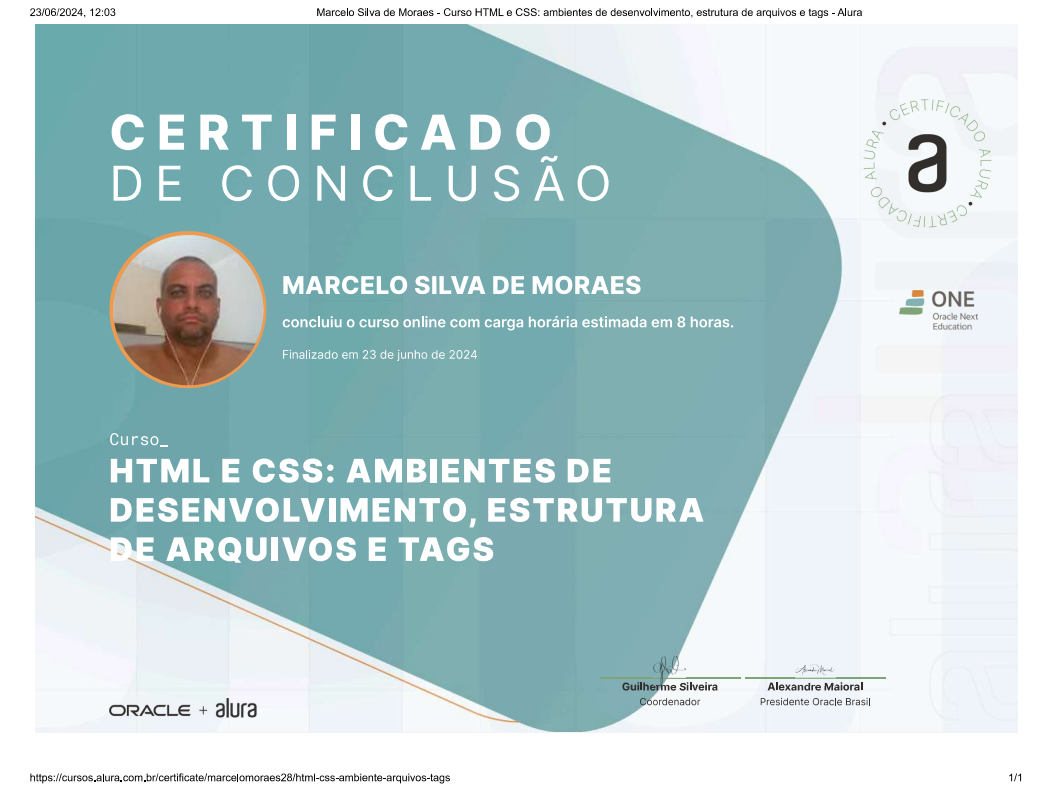 23/06/2024, 12:03
Marcelo Silva de Moraes - Curso HTML e CSS: ambientes de desenvolvimento, estrutura de arquivos e tags - Alura
CERTIFICADO
DE CONCLUSÃO
CERTIFICADO ALURA • CERTIFICADO ALURA •
a
MARCELO SILVA DE MORAES
concluiu o curso online com carga horária estimada em 8 horas.
Finalizado em 23 de junho de 2024
ONE
Oracle Next
Education
Curso_
HTML E CSS: AMBIENTES DE
DESENVOLVIMENTO, ESTRUTURA
DE ARQUIVOS E TAGS
Guilherme Silveira
Coordenador
Alexandre Maioral
Presidente Oracle Brasil
ORACLE + alura
https://cursos.alura.com.br/certificate/marcelomoraes28/html-css-ambiente-arquivos-tags
1/1